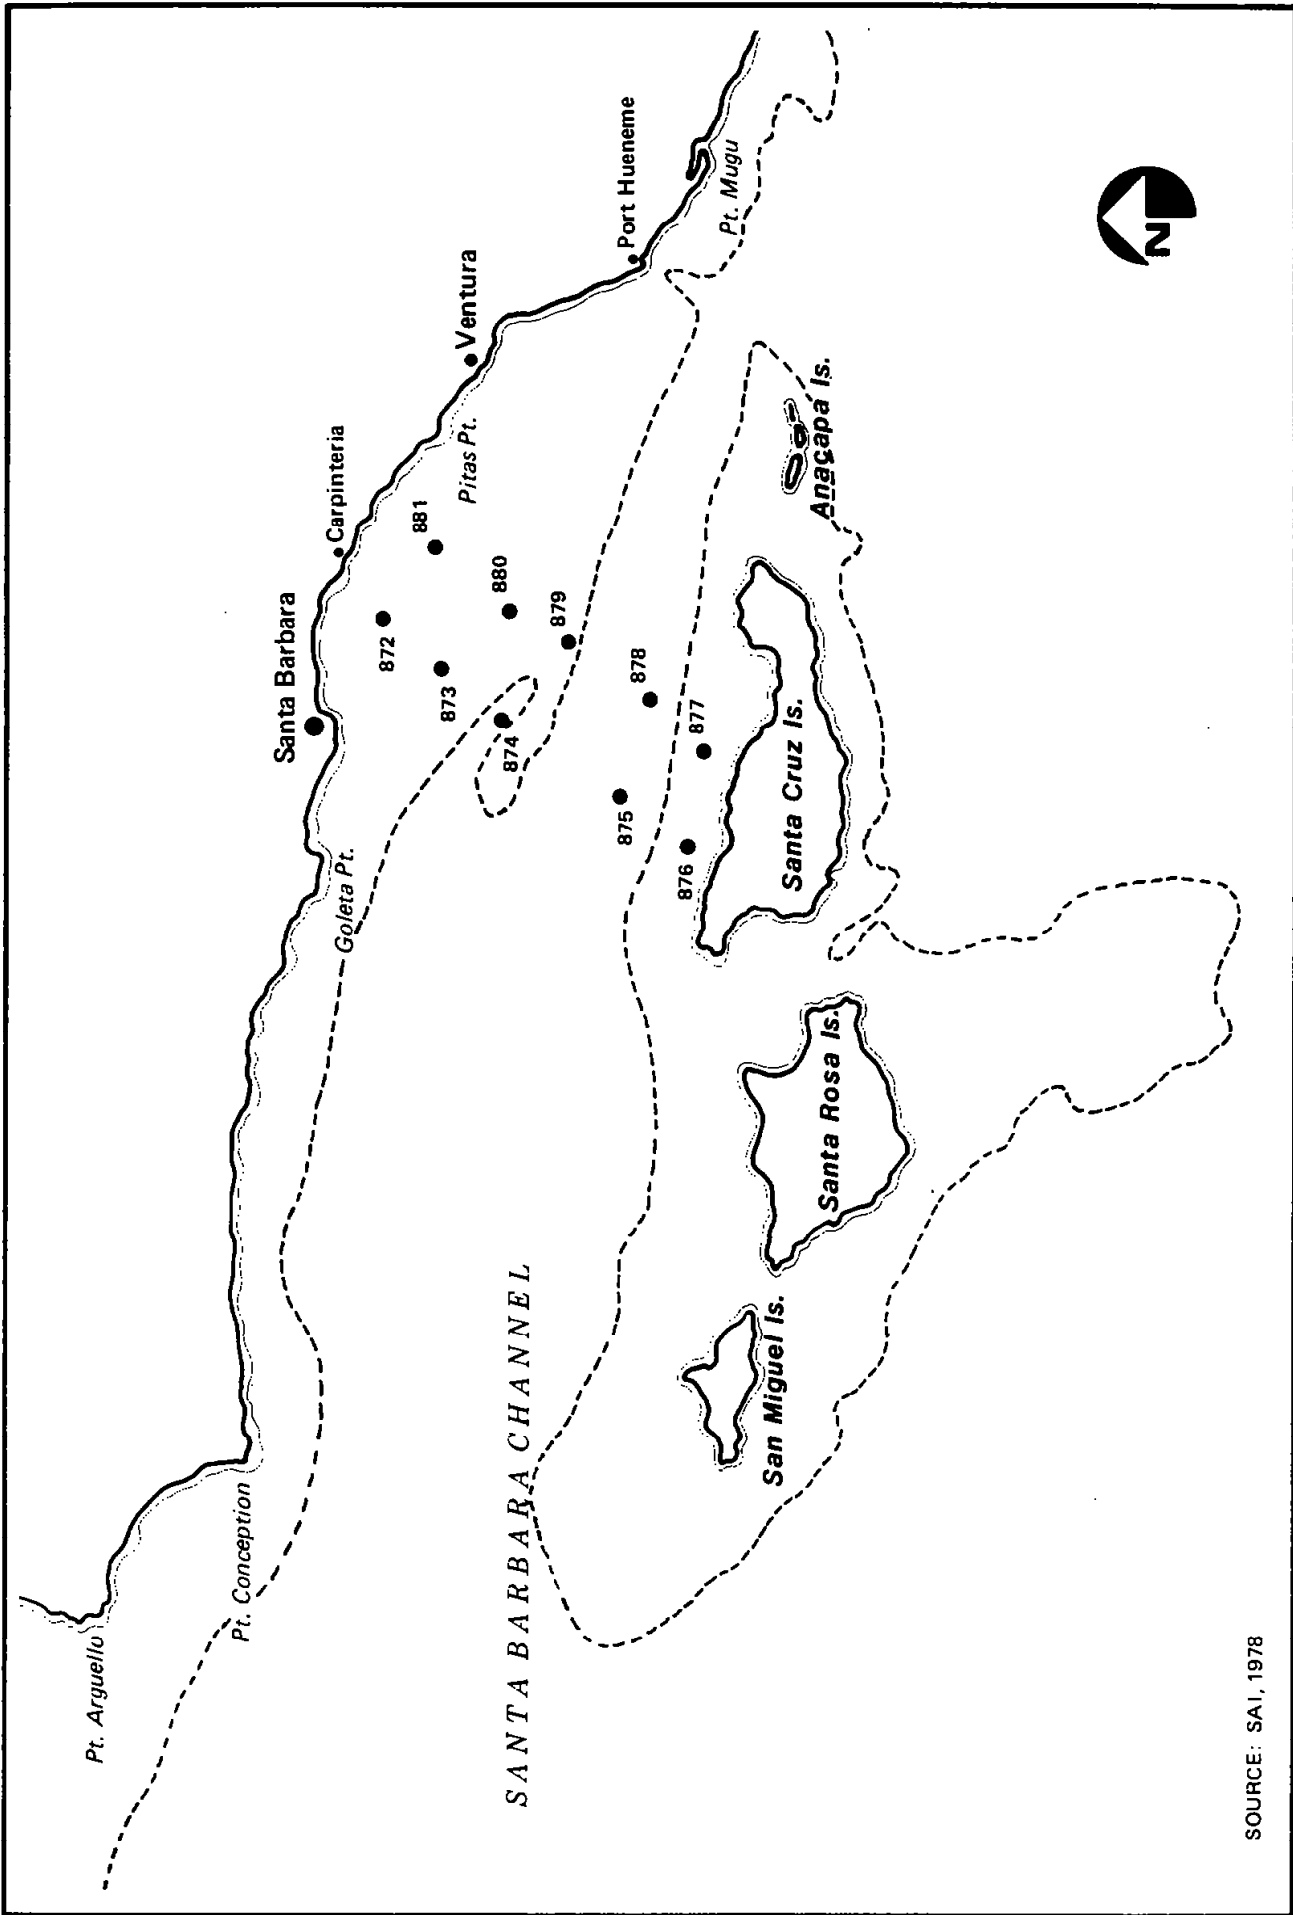 Pt. Arguello
Pt. Conception
Goleta Pt.
Santa Barbara
Carpinteria
Pitas Pt.
Ventura
Port Hueneme
Pt. Mugu
872
881
873
880
874
879
875
878
876
877
SANTA BARBARA CHANNEL
San Miguel Is.
Santa Rosa Is.
Santa Cruz Is.
Anacapa Is.
N
SOURCE: SAI, 1978